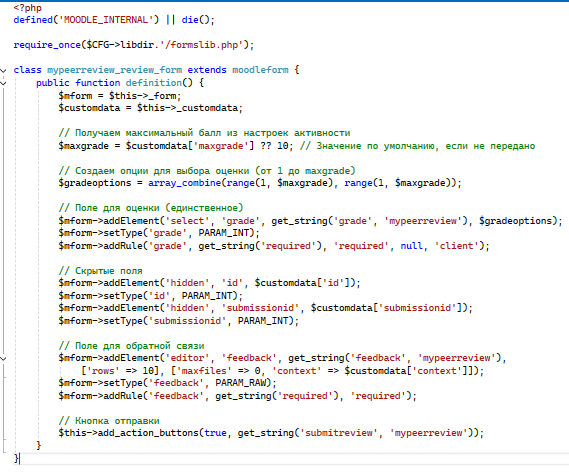 <?php
defined('MOODLE_INTERNAL') || die();
require_once($CFG->libdir.'/formslib.php');
class mypeerreview_review_form extends moodleform {
public function definition() {
$mform = $this->_form;
$customdata = $this->_customdata;
// Получаем максимальный балл из настроек активности
$maxgrade = $customdata['maxgrade'] ?? 10; // Значение по умолчанию, если не передано
// Создаем опции для выбора оценки (от 1 до maxgrade)
$gradeoptions = array_combine(range(1, $maxgrade), range(1, $maxgrade));
// Поле для оценки (единственное)
$mform->addElement('select', 'grade', get_string('grade', 'mypeerreview'), $gradeoptions);
$mform->setType('grade', PARAM_INT);
$mform->addRule('grade', get_string('required'), 'required', null, 'client');
// Скрытые поля
$mform->addElement('hidden', 'id', $customdata['id']);
$mform->setType('id', PARAM_INT);
$mform->addElement('hidden', 'submissionid', $customdata['submissionid']);
$mform->setType('submissionid', PARAM_INT);
// Поле для обратной связи
$mform->addElement('editor', 'feedback', get_string('feedback', 'mypeerreview'),
['rows' => 10], ['maxfiles' => 0, 'context' => $customdata['context']]);
$mform->setType('feedback', PARAM_RAW);
$mform->addRule('feedback', get_string('required'), 'required');
// Кнопка отправки
$this->add_action_buttons(true, get_string('submitreview', 'mypeerreview'));
}
}